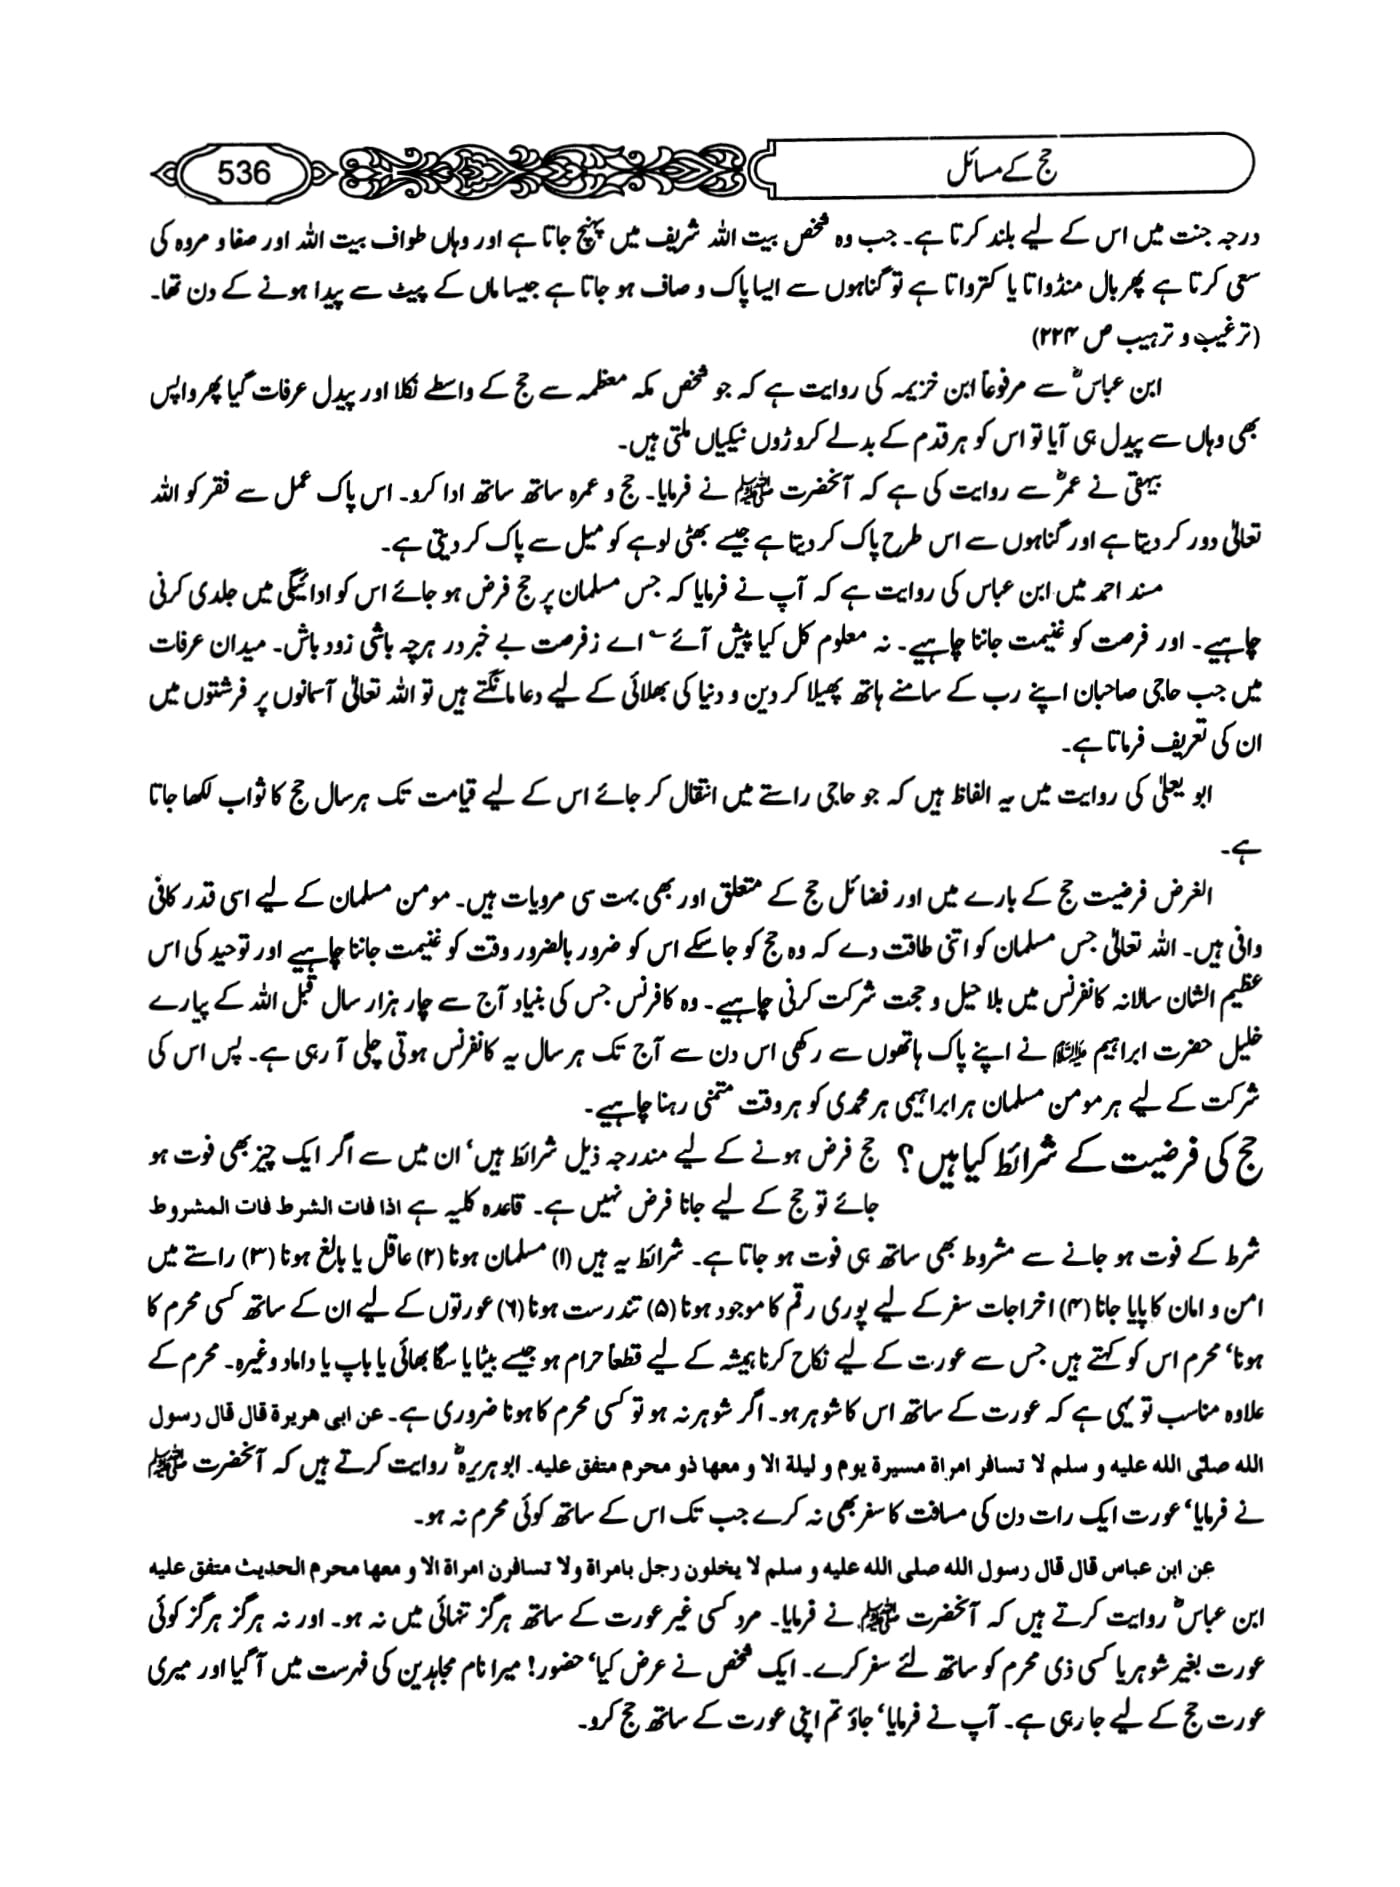 حج کے مسائل
536
درجہ جنت میں اس کے لیے بلند کرتا ہے۔ جب وہ شخص بیت اللہ شریف میں پہنچ جاتا ہے اور وہاں طواف بیت اللہ اور صفا و مروہ کی
سعی کرتا ہے پھر بال منڈواتا یا کترواتا ہے تو گناہوں سے ایسا پاک و صاف ہو جاتا ہے جیسا ماں کے پیٹ سے پیدا ہونے کے دن تھا۔
(ترغیب و ترہیب ص ۲۲۴)
ابن عباسؓ سے مرفوعاً ابن خزیمہ کی روایت ہے کہ جو شخص مکہ معظمہ سے حج کے واسطے نکلا اور پیدل عرفات گیا پھر واپس
بھی وہاں سے پیدل ہی آیا تو اس کو ہر قدم کے بدلے کروڑوں نیکیاں ملتی ہیں۔
بیہقی نے عمرؓ سے روایت کی ہے کہ آنحضرت ﷺ نے فرمایا۔ حج و عمرہ ساتھ ساتھ ادا کرو۔ اس پاک عمل سے فقر کو اللہ
تعالیٰ دور کر دیتا ہے اور گناہوں سے اس طرح پاک کر دیتا ہے جیسے بھٹی لوہے کو میل سے پاک کر دیتی ہے۔
مسند احمد میں ابن عباس کی روایت ہے کہ آپ نے فرمایا کہ جس مسلمان پر حج فرض ہو جائے اس کو ادائیگی میں جلدی کرنی
چاہیے۔ اور فرصت کو غنیمت جاننا چاہیے۔ نہ معلوم کل کیا پیش آئے ؎ اے زفرصت بے خبر در ہرچہ باشی زود باش۔ میدان عرفات
میں جب حاجی صاحبان اپنے رب کے سامنے ہاتھ پھیلا کر دین و دنیا کی بھلائی کے لیے دعا مانگتے ہیں تو اللہ تعالیٰ آسمانوں پر فرشتوں میں
ان کی تعریف فرماتا ہے۔
ابو یعلیٰ کی روایت میں یہ الفاظ ہیں کہ جو حاجی راستے میں انتقال کر جائے اس کے لیے قیامت تک ہر سال حج کا ثواب لکھا جاتا
ہے۔
الغرض فرضیت حج کے بارے میں اور فضائل حج کے متعلق اور بھی بہت سی مرویات ہیں۔ مومن مسلمان کے لیے اسی قدر کافی
وافی ہیں۔ اللہ تعالیٰ جس مسلمان کو اتنی طاقت دے کہ وہ حج کو جا سکے اس کو ضرور بالضرور وقت کو غنیمت جاننا چاہیے اور توحید کی اس
عظیم الشان سالانہ کانفرنس میں بلا حیل و حجت شرکت کرنی چاہیے۔ وہ کافرنس جس کی بنیاد آج سے چار ہزار سال قبل اللہ کے پیارے
خلیل حضرت ابراہیم علیہ السلام نے اپنے پاک ہاتھوں سے رکھی اس دن سے آج تک ہر سال یہ کانفرنس ہوتی چلی آ رہی ہے۔ پس اس کی
شرکت کے لیے ہر مومن مسلمان ہر ابراہیمی ہر محمدی کو ہر وقت متمنی رہنا چاہیے۔
حج کی فرضیت کے شرائط کیا ہیں؟ حج فرض ہونے کے لیے مندرجہ ذیل شرائط ہیں‘ ان میں سے اگر ایک چیز بھی فوت ہو
جائے تو حج کے لیے جانا فرض نہیں ہے۔ قاعدہ کلیہ ہے اذا فات الشرط فات المشروط
شرط کے فوت ہو جانے سے مشروط بھی ساتھ ہی فوت ہو جاتا ہے۔ شرائط یہ ہیں (۱) مسلمان ہونا (۲) عاقل یا بالغ ہونا (۳) راستے میں
امن و امان کا پایا جانا (۴) اخراجات سفر کے لیے پوری رقم کا موجود ہونا (۵) تندرست ہونا (۶) عورتوں کے لیے ان کے ساتھ کسی محرم کا
ہونا‘ محرم اس کو کہتے ہیں جس سے عورت کے لیے نکاح کرنا ہمیشہ کے لیے قطعاً حرام ہو جیسے بیٹا یا سگا بھائی یا باپ یا داماد وغیرہ۔ محرم کے
علاوہ مناسب تو یہی ہے کہ عورت کے ساتھ اس کا شوہر ہو۔ اگر شوہر نہ ہو تو کسی محرم کا ہونا ضروری ہے۔ عن ابی هريرة قال قال رسول
الله صلی الله عليه و سلم لا تسافر امراة مسيرة يوم و ليلة الا و معها ذو محرم متفق عليه۔ ابو ہریرہؓ روایت کرتے ہیں کہ آنحضرت ﷺ
نے فرمایا‘ عورت ایک رات دن کی مسافت کا سفر بھی نہ کرے جب تک اس کے ساتھ کوئی محرم نہ ہو۔
عن ابن عباس قال قال رسول الله صلی الله عليه و سلم لا يخلون رجل بامراة ولا تسافرن امراة الا و معها محرم الحديث متفق عليه
ابن عباسؓ روایت کرتے ہیں کہ آنحضرت ﷺ نے فرمایا۔ مرد کسی غیر عورت کے ساتھ ہرگز تنہائی میں نہ ہو۔ اور نہ ہرگز ہرگز کوئی
عورت بغیر شوہر یا کسی ذی محرم کو ساتھ لئے سفر کرے۔ ایک شخص نے عرض کیا‘ حضور! میرا نام مجاہدین کی فہرست میں آ گیا اور میری
عورت حج کے لیے جا رہی ہے۔ آپ نے فرمایا‘ جاؤ تم اپنی عورت کے ساتھ حج کرو۔